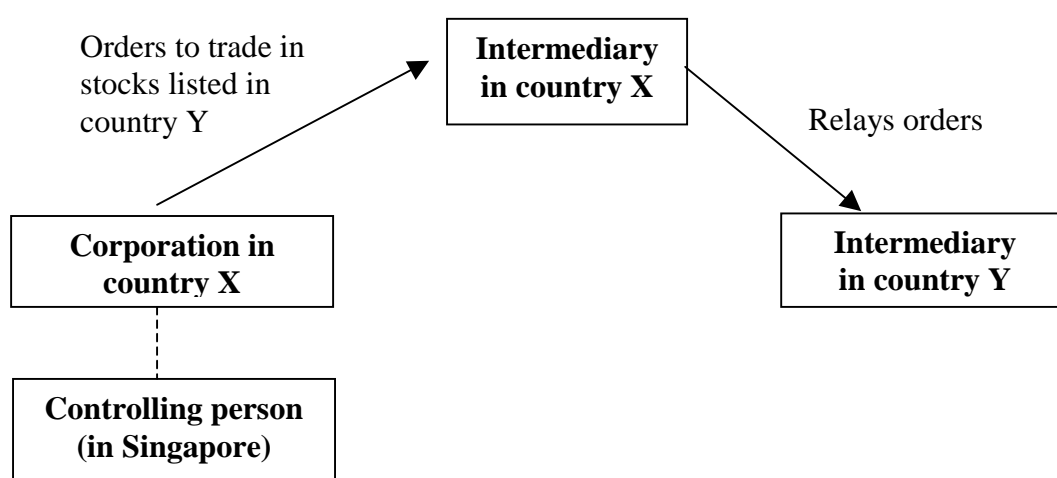 Orders to trade in
stocks listed in
country Y
Intermediary
in country X
Relays orders
Corporation in
country X
Intermediary
in country Y
Controlling person
(in Singapore)